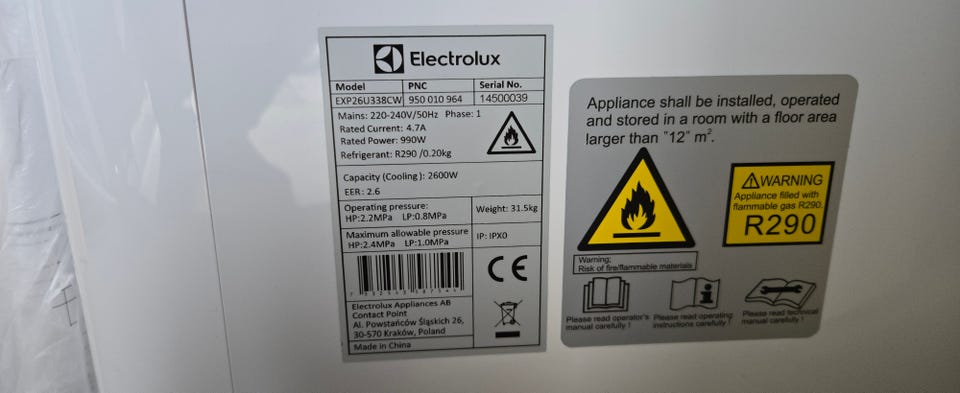 Electrolux
Model PNC Serial No.
EXP26U338CW 950 010 964 14500039
Mains: 220-240V/50Hz Phase: 1
Rated Current: 4.7A
Rated Power: 990W
Refrigerant: R290 /0.20kg
Capacity (Cooling): 2600W
EER: 2.6
Operating pressure:
HP:2.2MPa LP:0.8MPa
Weight: 31.5kg
Maximum allowable pressure
HP:2.4MPa LP:1.0MPa
IP: IPX0
CE
Electrolux Appliances AB
Contact Point
Al. Powstańców Śląskich 26,
30-570 Kraków, Poland
Made in China
Appliance shall be installed, operated
and stored in a room with a floor area
larger than "12" m².
WARNING
Appliance filled with
flammable gas R290.
R290
Warning;
Risk of fire/flammable materials
Please read operator's
manual carefully !
Please read operating
instructions carefully !
Please read technical
manual carefully !